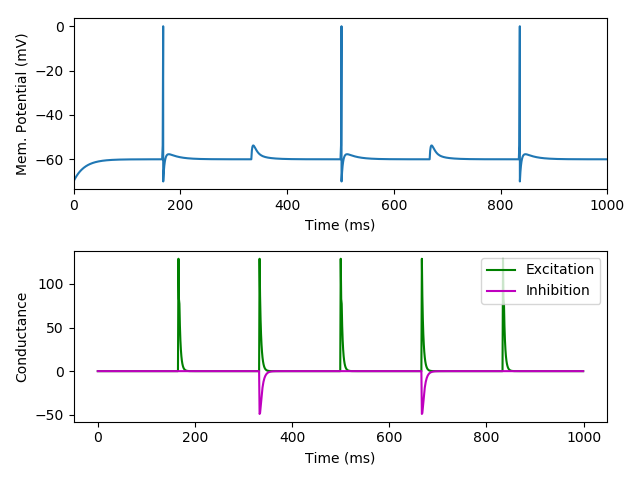 Mem. Potential (mV)
0
−20
−40
−60
0 200 400 600 800 1000
Time (ms)
Conductance
100
50
0
−50
Excitation
Inhibition
0 200 400 600 800 1000
Time (ms)